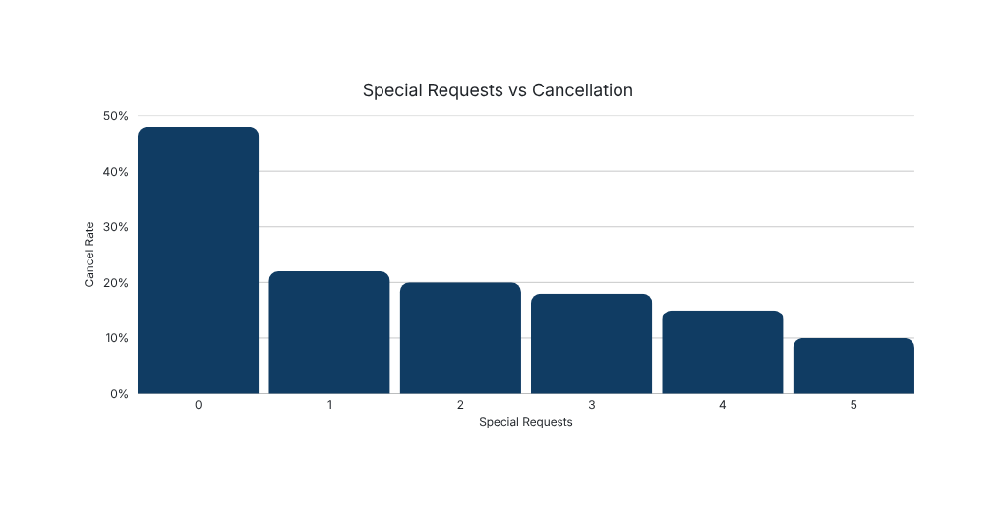 Special Requests vs Cancellation
50%
40%
30%
20%
10%
0%
Cancel Rate
0 1 2 3 4 5
Special Requests